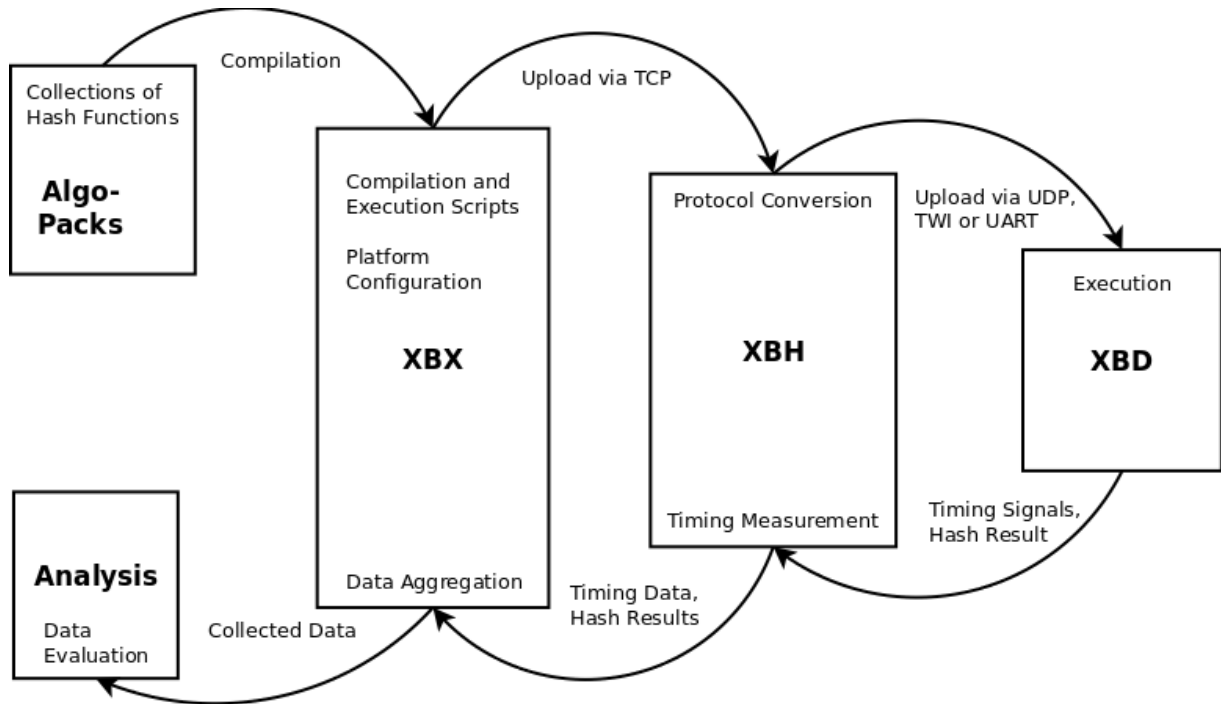 Compilation
Upload via TCP
Collections of
Hash Functions
Algo-
Packs
Compilation and
Execution Scripts
Platform
Configuration
XBX
Data Aggregation
Protocol Conversion
XBH
Timing Measurement
Upload via UDP,
TWI or UART
Execution
XBD
Timing Signals,
Hash Result
Timing Data,
Hash Results
Collected Data
Analysis
Data
Evaluation